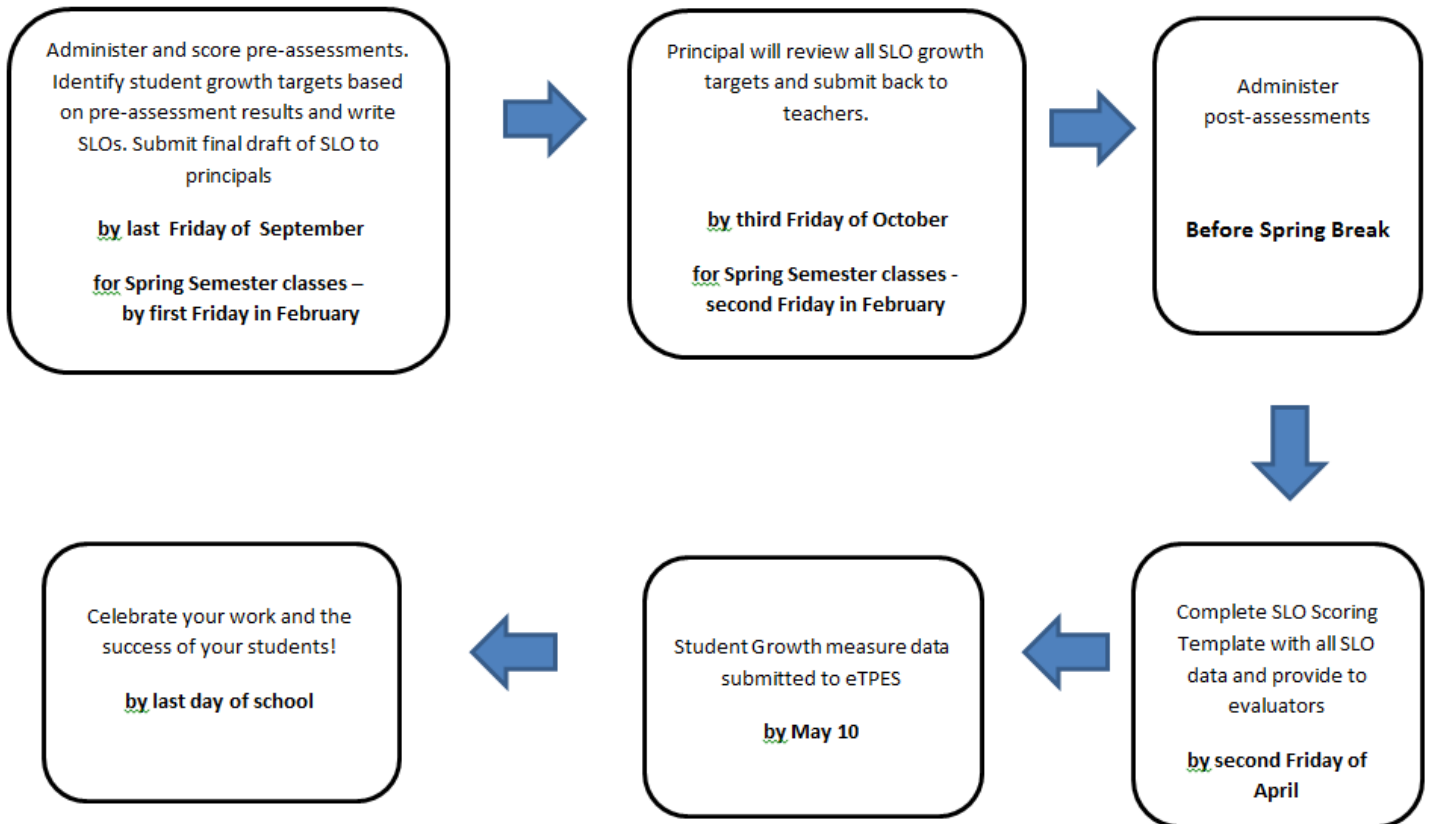 Administer and score pre-assessments.
Identify student growth targets based
on pre-assessment results and write
SLOs. Submit final draft of SLO to
principals
by last Friday of September
for Spring Semester classes –
by first Friday in February
Principal will review all SLO growth
targets and submit back to
teachers.
by third Friday of October
for Spring Semester classes -
second Friday in February
Administer
post-assessments
Before Spring Break
Complete SLO Scoring
Template with all SLO
data and provide to
evaluators
by second Friday of
April
Student Growth measure data
submitted to eTPES
by May 10
Celebrate your work and the
success of your students!
by last day of school